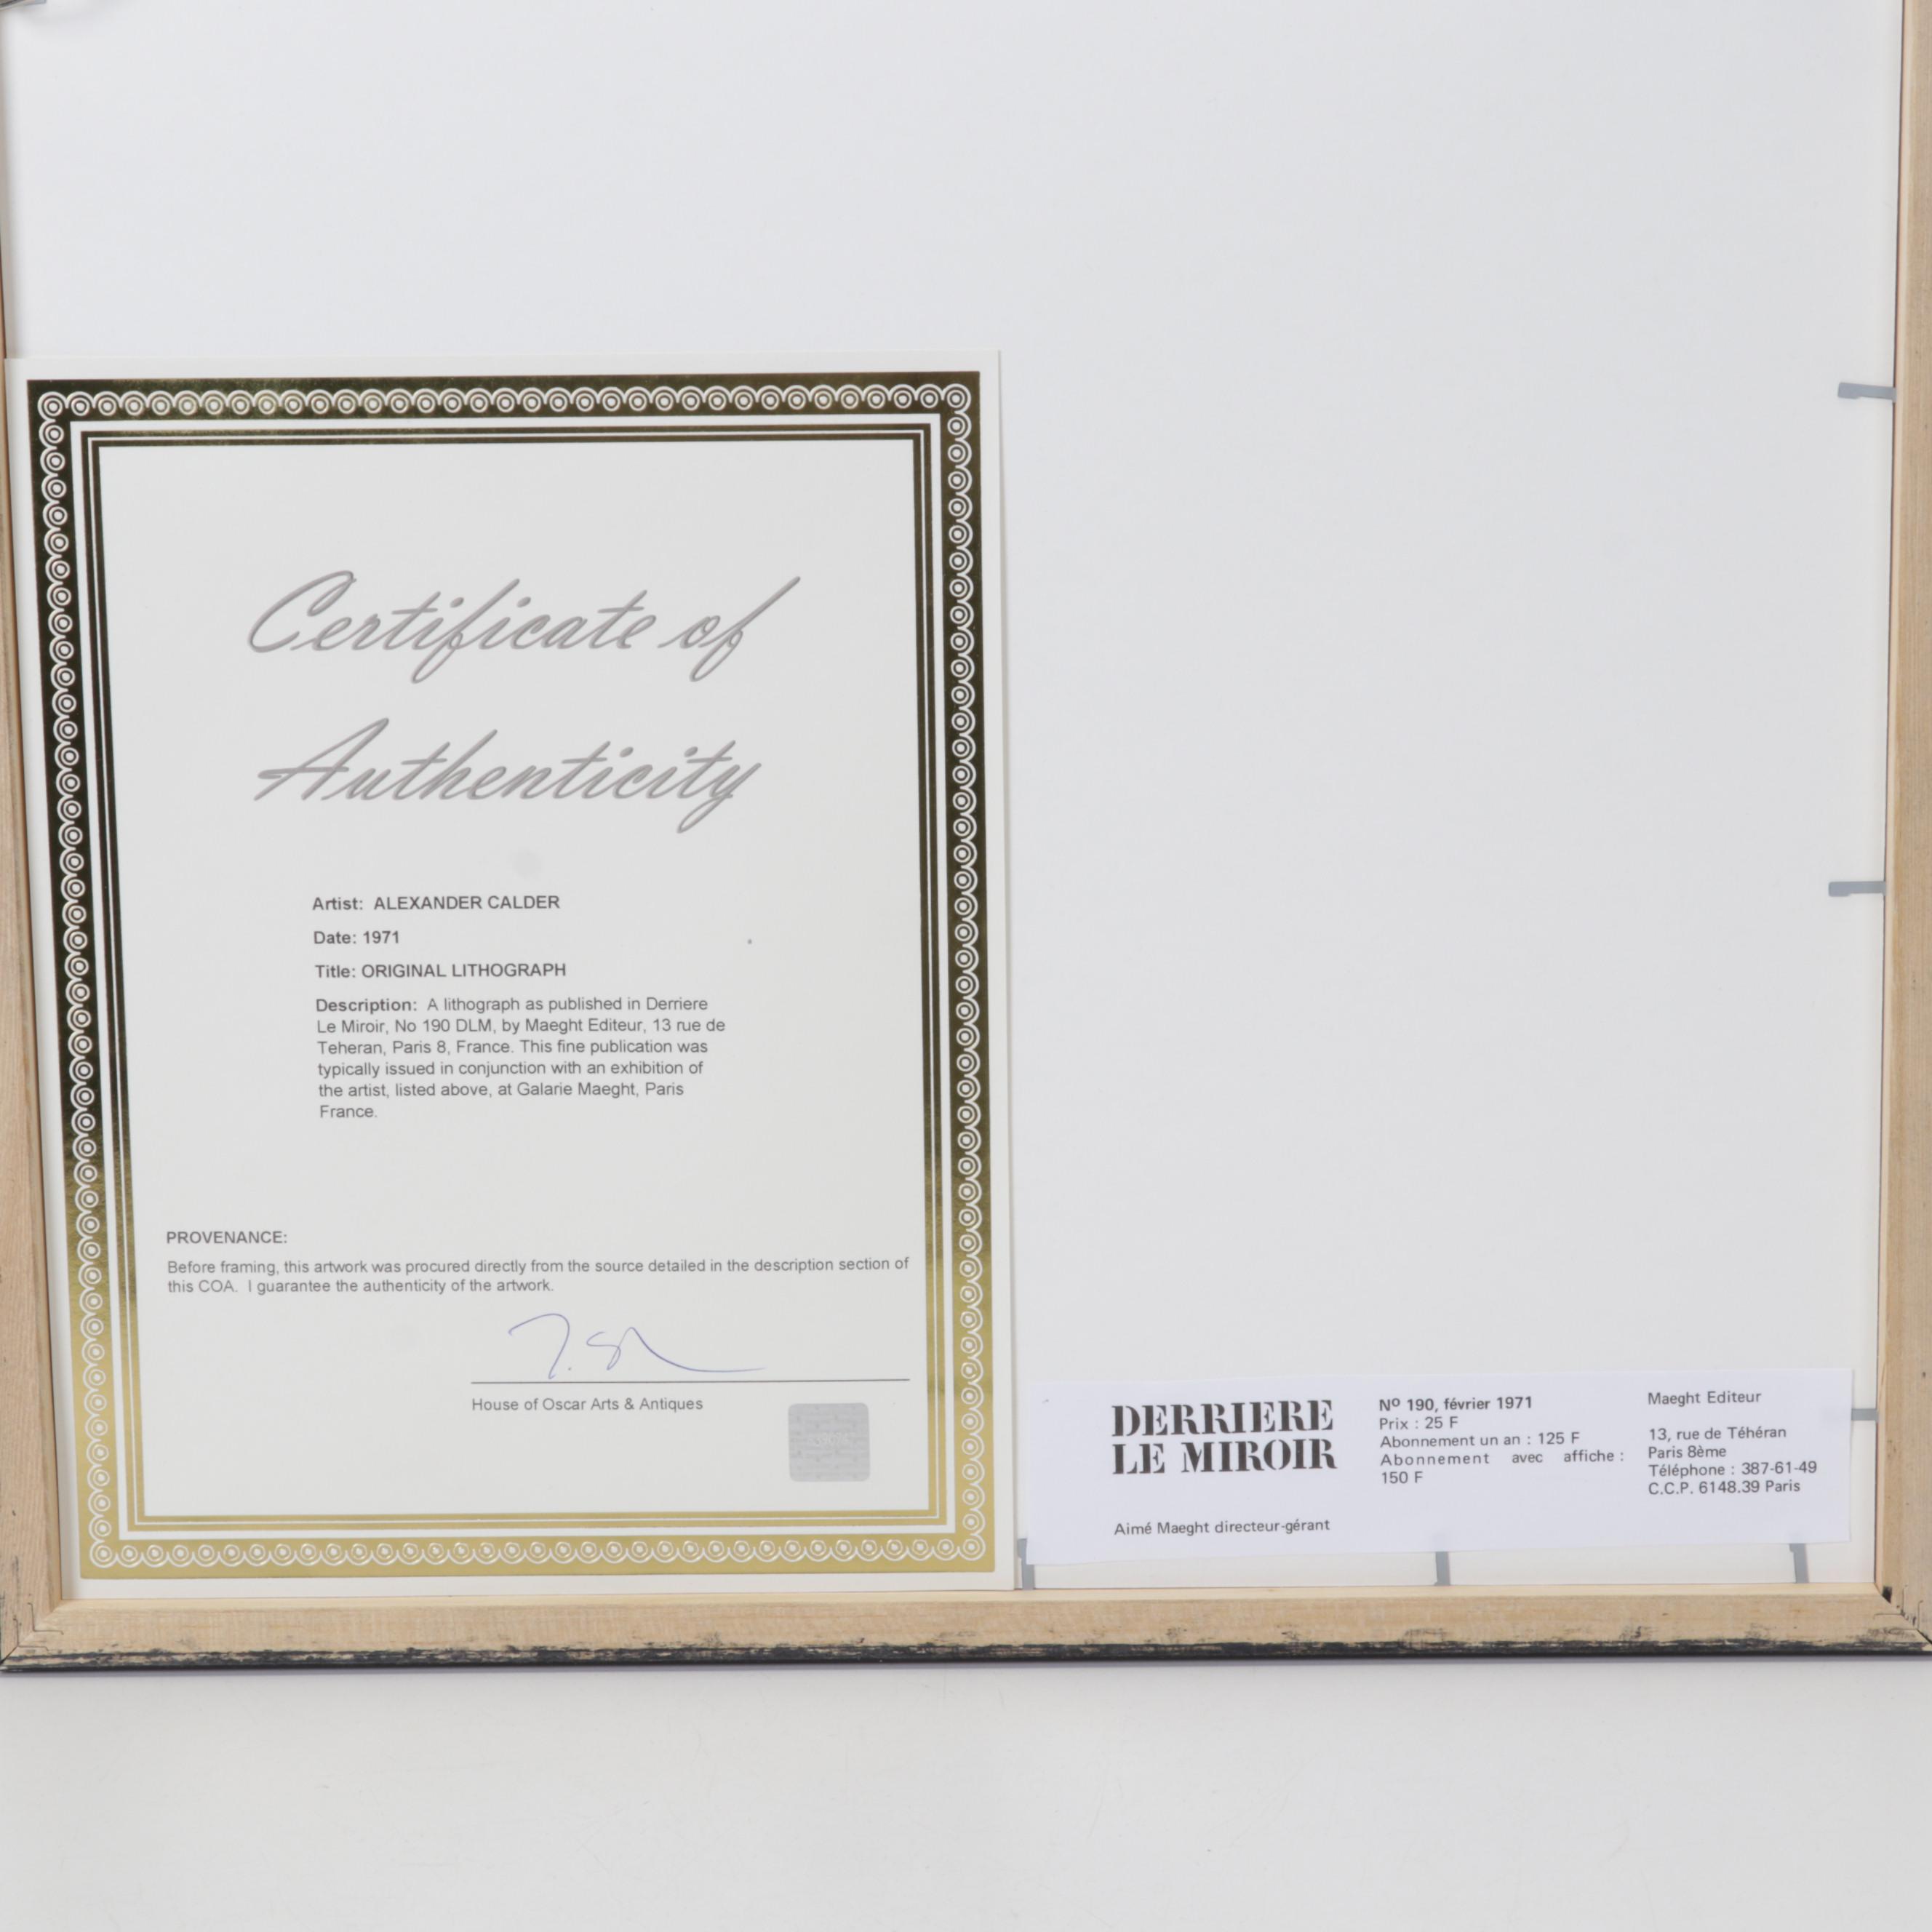 Certificate of
Authenticity
Artist: ALEXANDER CALDER
Date: 1971
Title: ORIGINAL LITHOGRAPH
Description: A lithograph as published in Derriere
Le Miroir, No 190 DLM, by Maeght Editeur, 13 rue de
Teheran, Paris 8, France. This fine publication was
typically issued in conjunction with an exhibition of
the artist, listed above, at Galarie Maeght, Paris
France.
PROVENANCE:
Before framing, this artwork was procured directly from the source detailed in the description section of
this COA. I guarantee the authenticity of the artwork.
House of Oscar Arts & Antiques
DERRIERE
LE MIROIR
Aimé Maeght directeur-gérant
Nº 190, février 1971
Prix : 25 F
Abonnement un an : 125 F
Abonnement avec affiche :
150 F
Maeght Editeur
13, rue de Téhéran
Paris 8ème
Téléphone : 387-61-49
C.C.P. 6148.39 Paris